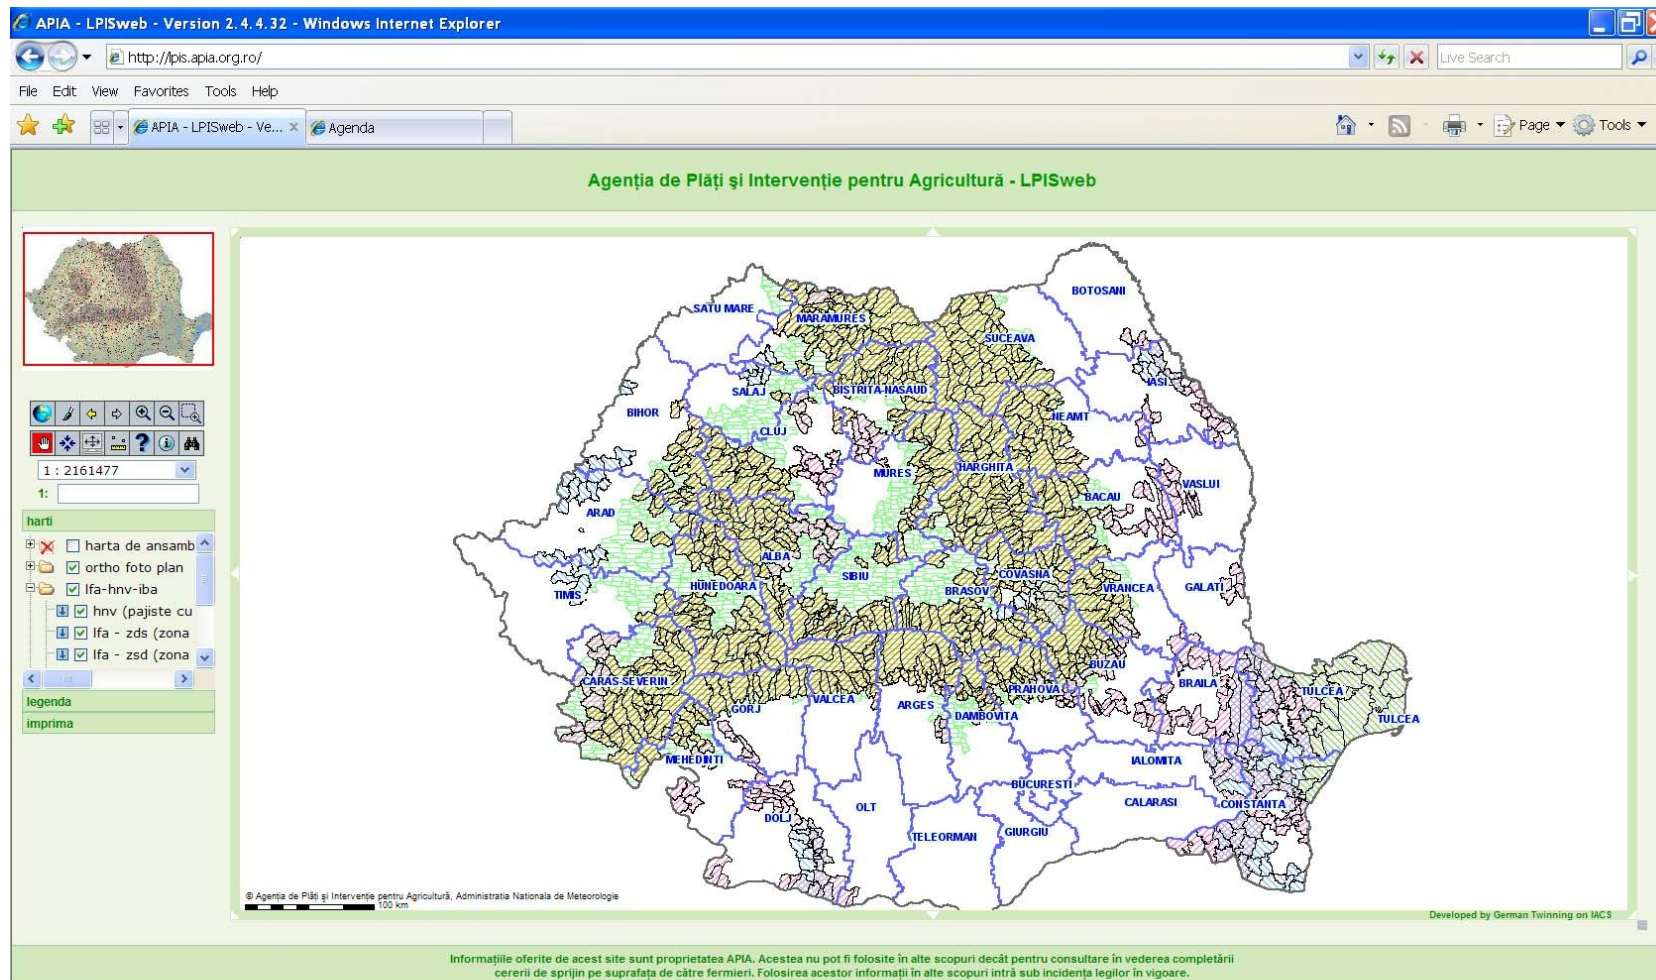 APIA - LPISweb - Version 2.4.4.32 - Windows Internet Explorer
http://lpis.apia.org.ro/
Live Search
File Edit View Favorites Tools Help
APIA - LPISweb - Ve...
Agenda
Page
Tools
Agenția de Plăți şi Intervenție pentru Agricultură - LPISweb
1 : 2161477
1:
harti
harta de ansamb
ortho foto plan
lfa-hnv-iba
hnv (pajiste cu
lfa - zds (zona
lfa - zsd (zona
legenda
imprima
BOTOSANI
SATU MARE
MARAMURES
SUCEAVA
IASI
SALAJ
BISTRITA-NASAUD
BIHOR
NEAMT
CLUJ
MURES
HARGHITA
VASLUI
BACAU
ARAD
ALBA
SIBIU
COVASNA
HUNEDOARA
BRASOV
VRANCEA
GALATI
TIMIS
BUZAU
CARAS-SEVERIN
BRAILA
TULCEA
PRAHOVA
VALCEA
GORJ
ARGES
DAMBOVITA
TULCEA
MEHEDINTI
IALOMITA
BUCURESTI
CALARASI
CONSTANTA
OLT
DOLJ
GIURGIU
TELEORMAN
© Agenția de Plăți şi Intervenție pentru Agricultură, Administratia Nationala de Meteorologie
100 km
Developed by German Twinning on IACS
Informațiile oferite de acest site sunt proprietatea APIA. Acestea nu pot fi folosite în alte scopuri decât pentru consultare în vederea completării
cererii de sprijin pe suprafața de către fermieri. Folosirea acestor informații în alte scopuri intră sub incidența legilor în vigoare.